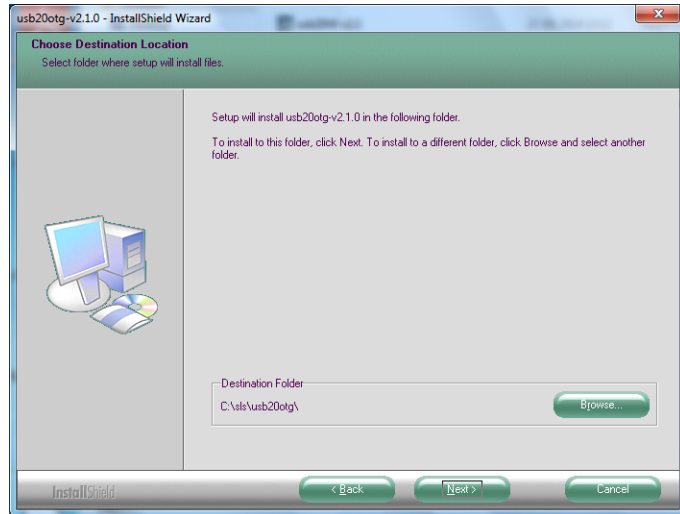 usb20otg-v2.1.0 - InstallShield Wizard
Choose Destination Location
Select folder where setup will install files.
Setup will install usb20otg-v2.1.0 in the following folder.
To install to this folder, click Next. To install to a different folder, click Browse and select another
folder.
Destination Folder
C:\sls\usb20otg\
Browse...
InstallShield
< Back
Next >
Cancel